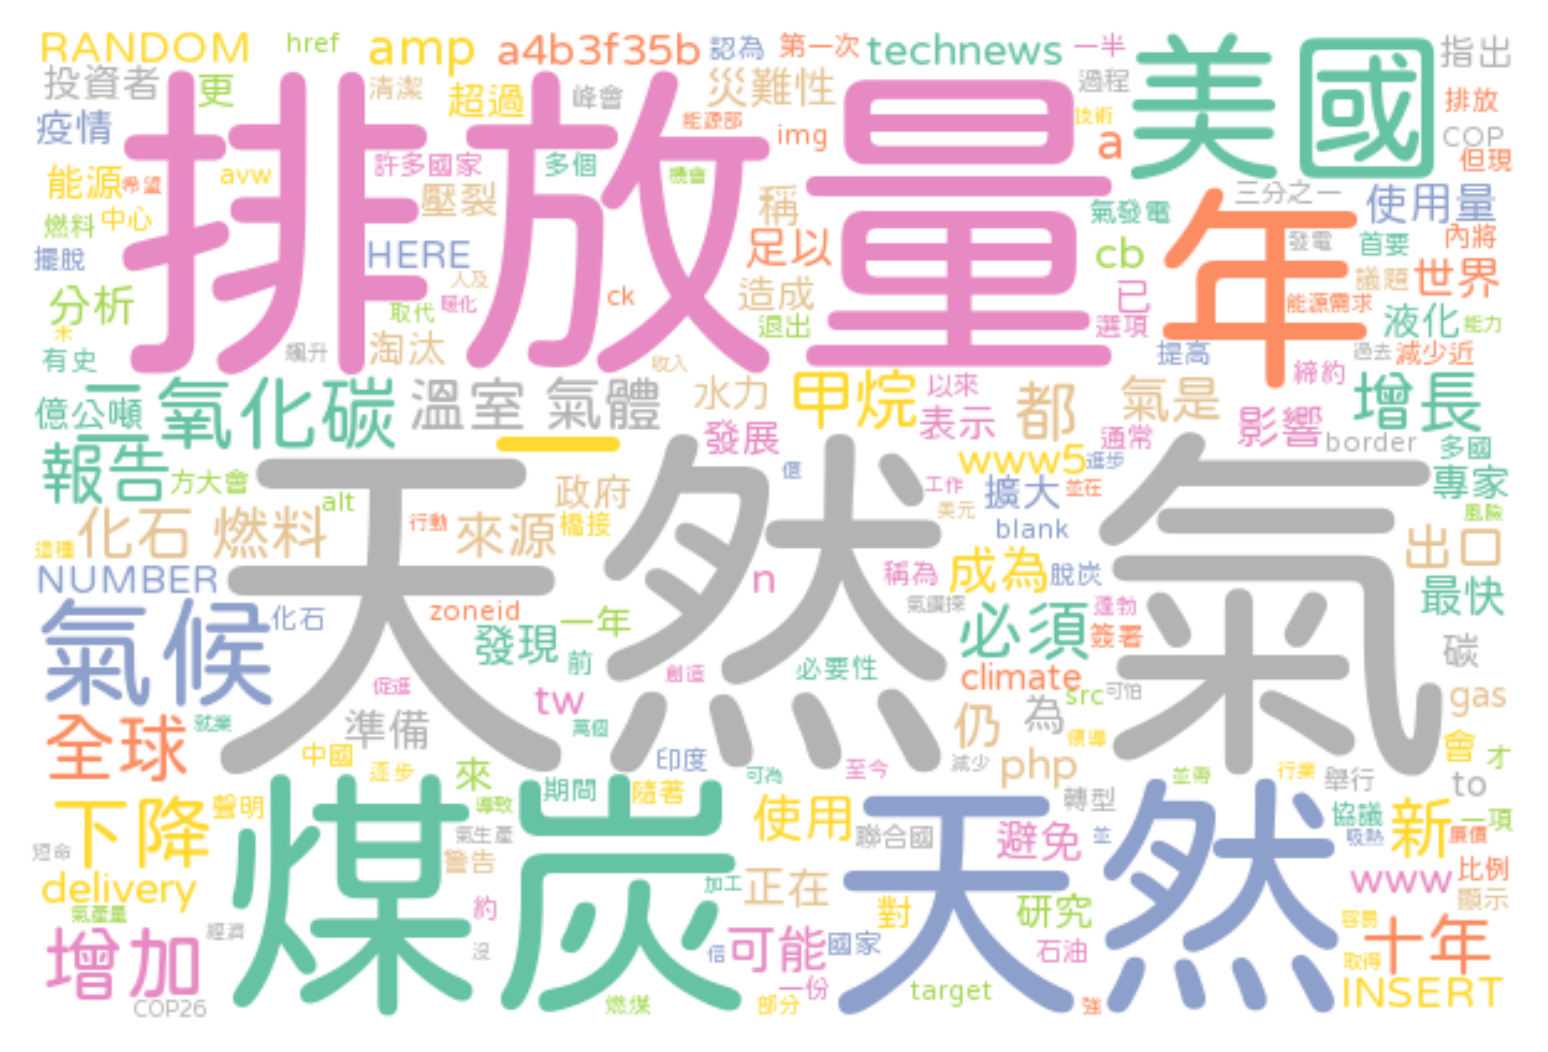 RANDOM href amp a4b3f35b 認為 第一次 technews 一半 美國 指出
投資者 更 清潔 超過 峰會 災難性 過程 排放
疫情 排放量 能源部 img 技術 a COP
能源 希望 avw 許多國家 多個 機會 壓裂 稱 三分之一 使用量 但現
燃料 中心 氣發電 年 發電 首要 內將
擺脫 HERE 足以 cb 議題 世界
分析 人及 暖化 ck 造成 已 能源需求
未 取代 退出 選項 液化 能力
有史 飆升 淘汰 收入 提高 過去 減少近
億公噸 二氧化碳 溫室 氣體 水力 甲烷 以來 都 氣是 締約 增長
一 發展 表示 通常 影響 border 多國
報告 方大會 天然氣 億 www5 進步 專家
alt 政府 工作 擴大 並在 風險
這種 化石 燃料 行動 來源 橋接 美元 blank 出口
NUMBER n 稱為 成為 脫炭 最快
氣候 化石 zoneid 一年 氣鑽探 蓬勃
發現 前 必須 簽署 碳
促進 創造 必要性 climate src 可怕 gas
全球 就業 準備 tw 萬個 仍 為 領導 會 才
中國 逐步 來 印度 可為 至今 減少 php 並帶 行業 舉行 to
下降 聲明 煤炭 導致 期間 隨著 使用 聯合國 轉型 天然 協議 新 一項
短命 氣生產 避免 並 吸熱 廉價
delivery 警告 加工 正在 www 比例
氣產量 約 對 研究 顯示
增加 經濟 沒 信 可能 國家 石油 容易 十年
取得
COP26 燃煤 部分 一份 target 強 INSERT